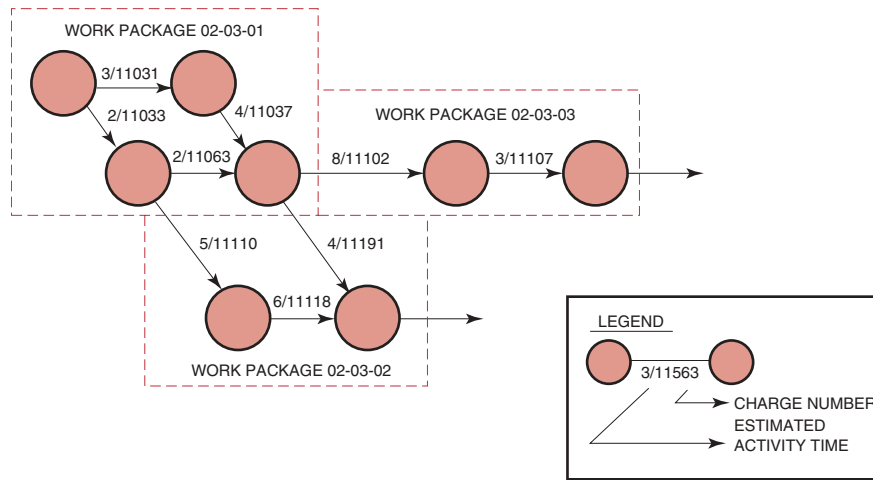 WORK PACKAGE 02-03-01
3/11031
2/11033
4/11037
2/11063
WORK PACKAGE 02-03-03
8/11102
3/11107
5/11110
4/11191
6/11118
WORK PACKAGE 02-03-02
LEGEND
3/11563
CHARGE NUMBER
ESTIMATED
ACTIVITY TIME